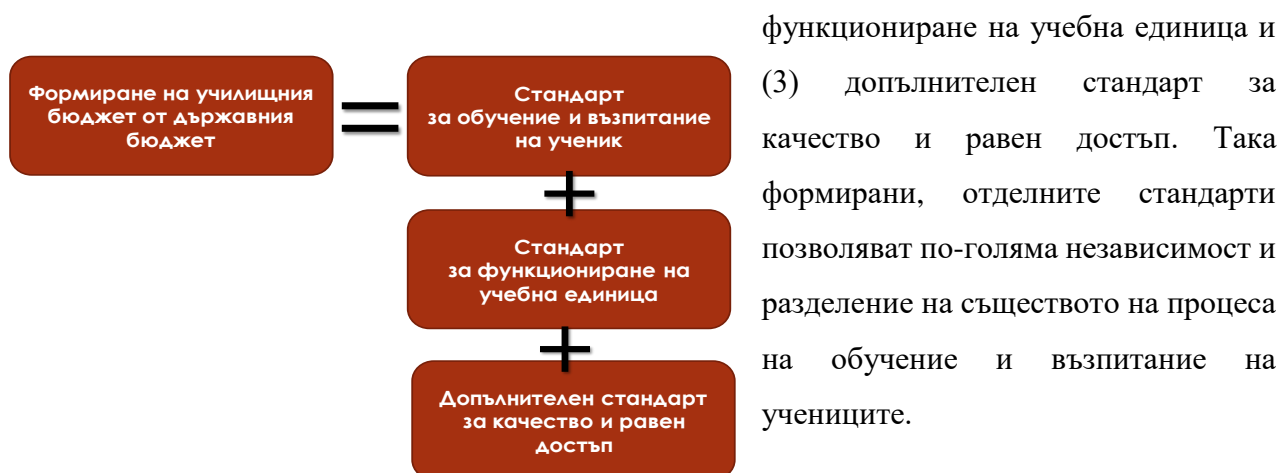 Формиране на училищния
бюджет от държавния
бюджет
=
Стандарт
за обучение и възпитание
на ученик
+
Стандарт
за функциониране на
учебна единица
+
Допълнителен стандарт
за качество и равен
достъп
функциониране на учебна единица и
(3) допълнителен стандарт за
качество и равен достъп. Така
формирани, отделните стандарти
позволяват по-голяма независимост и
разделение на съществото на процеса
на обучение и възпитание на
учениците.